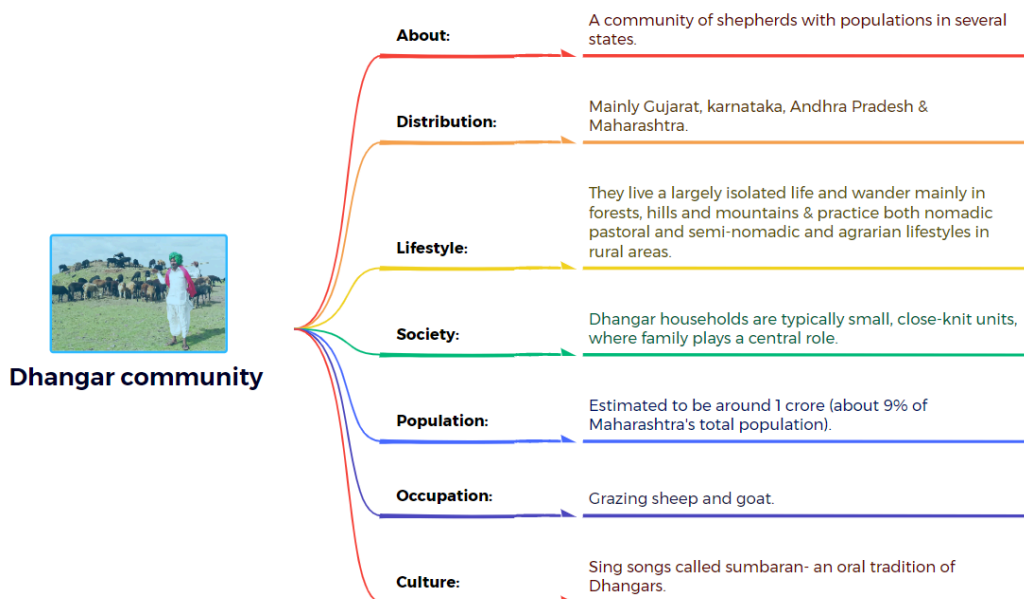 Dhangar community
About:
A community of shepherds with populations in several
states.
Distribution:
Mainly Gujarat, karnataka, Andhra Pradesh &
Maharashtra.
Lifestyle:
They live a largely isolated life and wander mainly in
forests, hills and mountains & practice both nomadic
pastoral and semi-nomadic and agrarian lifestyles in
rural areas.
Society:
Dhangar households are typically small, close-knit units,
where family plays a central role.
Population:
Estimated to be around 1 crore (about 9% of
Maharashtra's total population).
Occupation:
Grazing sheep and goat.
Culture:
Sing songs called sumbaran- an oral tradition of
Dhangars.